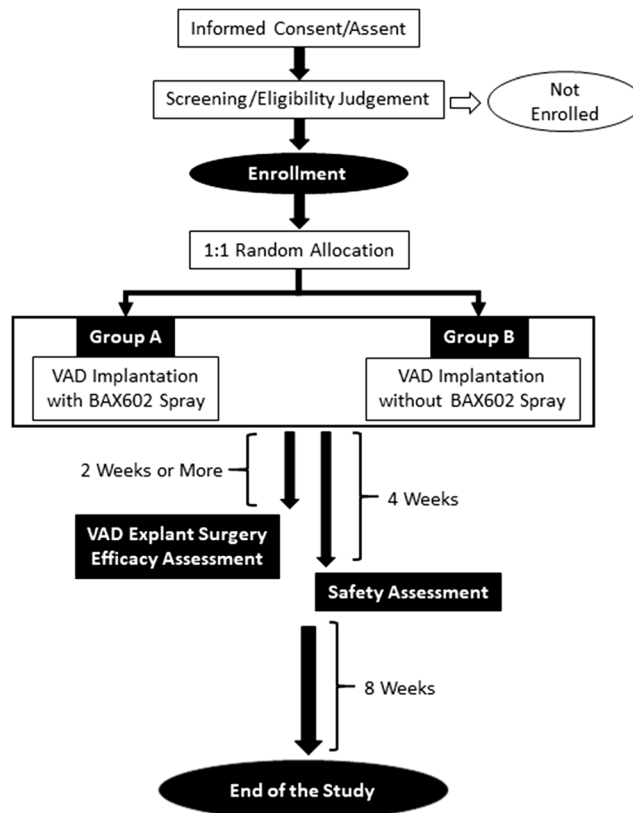 Informed Consent/Assent
Screening/Eligibility Judgement
Not
Enrolled
Enrollment
1:1 Random Allocation
Group A
Group B
VAD Implantation
with BAX602 Spray
VAD Implantation
without BAX602 Spray
2 Weeks or More
4 Weeks
VAD Explant Surgery
Efficacy Assessment
Safety Assessment
8 Weeks
End of the Study